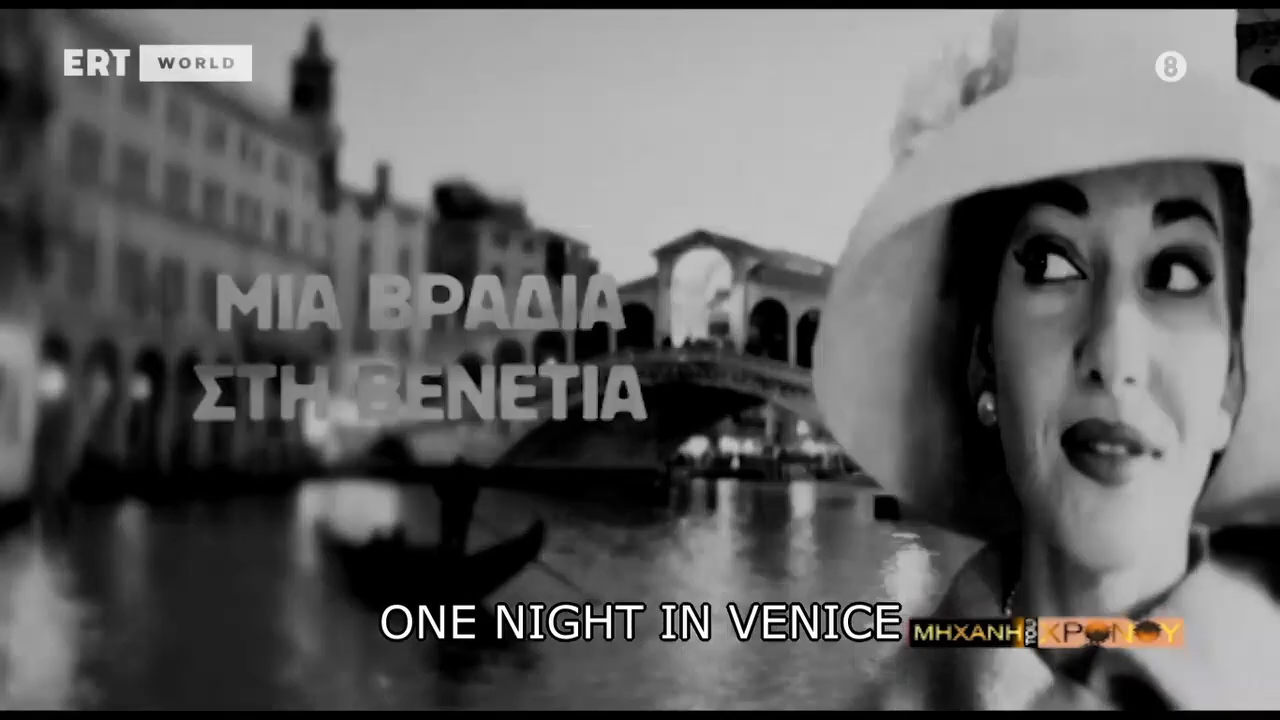 ERT WORLD
8
ΜΙΑ ΒΡΑΔΙΑ
ΣΤΗ ΒΕΝΕΤΙΑ
ONE NIGHT IN VENICE
ΜΗΧΑΝΗ ΤΟΥ ΧΡΟΝΟΥ